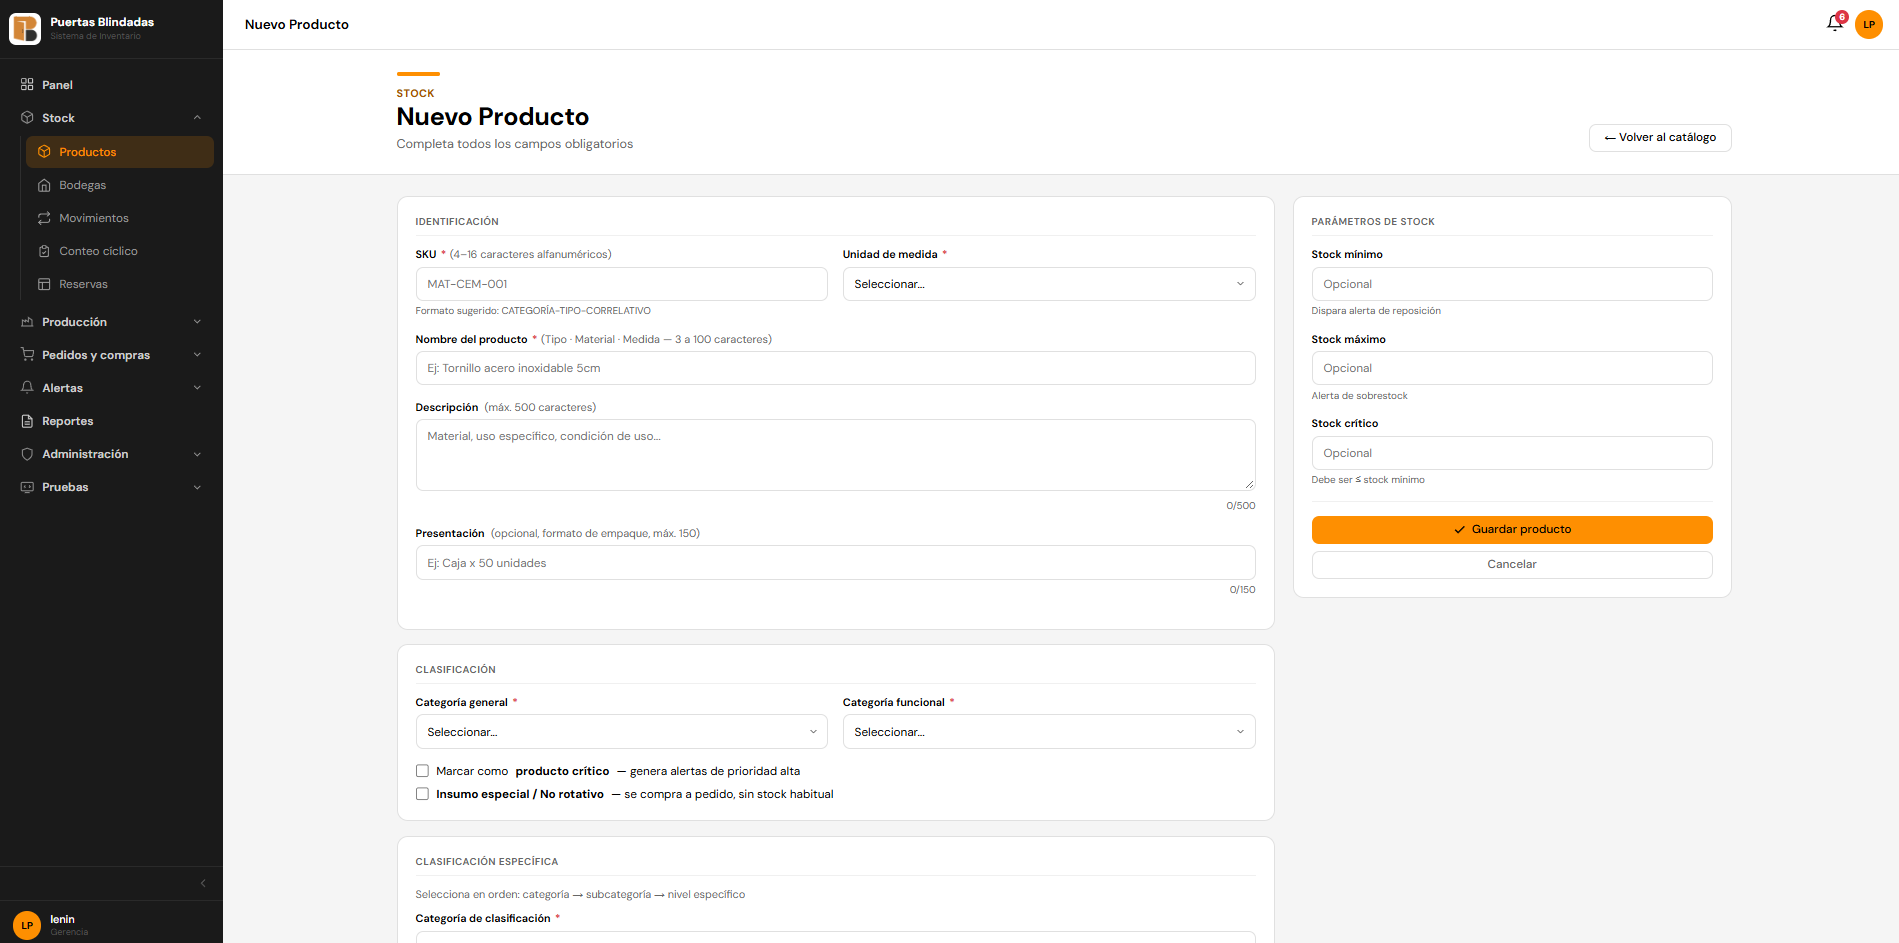 Puertas Blindadas
Sistema de Inventario
Panel
Stock
Productos
Bodegas
Movimientos
Conteo cíclico
Reservas
Producción
Pedidos y compras
Alertas
Reportes
Administración
Pruebas
LP
lenin
Gerencia
Nuevo Producto
6
LP
STOCK
Nuevo Producto
Completa todos los campos obligatorios
← Volver al catálogo
IDENTIFICACIÓN
SKU * (4–16 caracteres alfanuméricos)
MAT-CEM-001
Formato sugerido: CATEGORÍA-TIPO-CORRELATIVO
Unidad de medida *
Seleccionar...
Nombre del producto * (Tipo · Material · Medida — 3 a 100 caracteres)
Ej: Tornillo acero inoxidable 5cm
Descripción (máx. 500 caracteres)
Material, uso específico, condición de uso...
0/500
Presentación (opcional, formato de empaque, máx. 150)
Ej: Caja x 50 unidades
0/150
CLASIFICACIÓN
Categoría general *
Seleccionar...
Categoría funcional *
Seleccionar...
Marcar como producto crítico — genera alertas de prioridad alta
Insumo especial / No rotativo — se compra a pedido, sin stock habitual
CLASIFICACIÓN ESPECÍFICA
Selecciona en orden: categoría → subcategoría → nivel específico
Categoría de clasificación *
PARÁMETROS DE STOCK
Stock mínimo
Opcional
Dispara alerta de reposición
Stock máximo
Opcional
Alerta de sobrestock
Stock crítico
Opcional
Debe ser ≤ stock mínimo
✓ Guardar producto
Cancelar